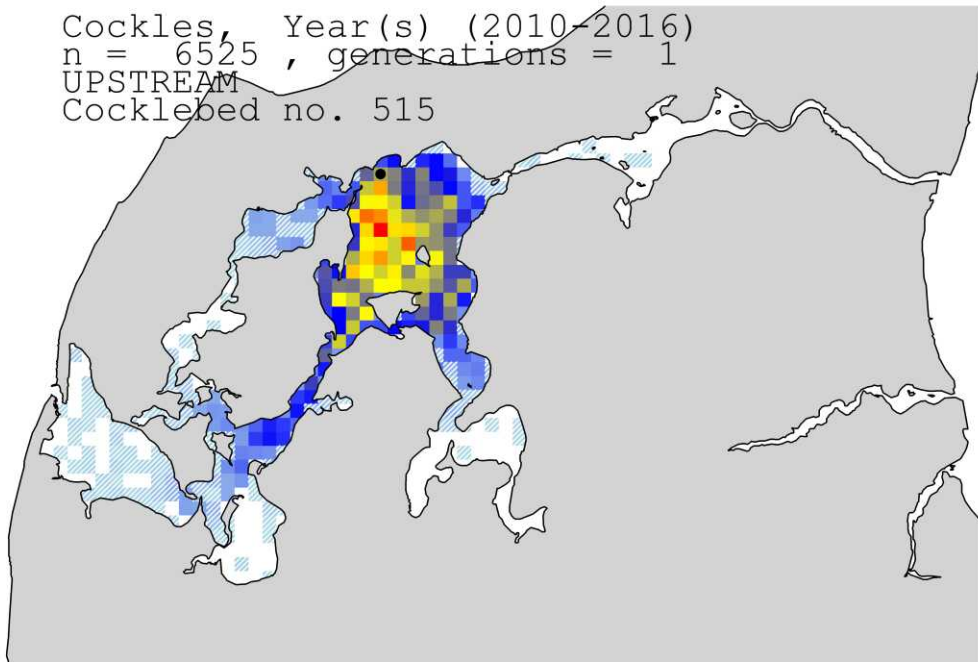 Cockles, Year(s) (2010-2016)
n = 6525 , generations = 1
UPSTREAM
Cocklebed no. 515